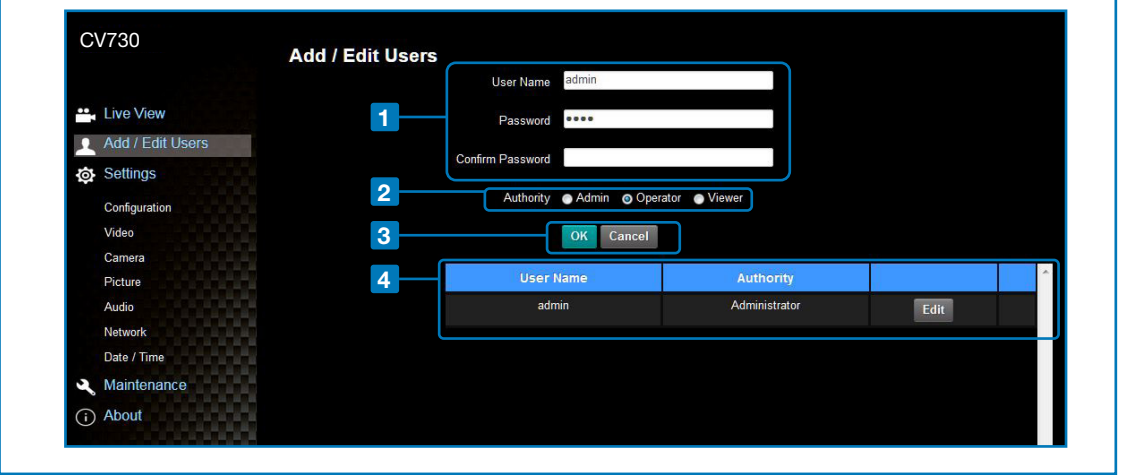 CV730
Add / Edit Users
User Name admin
1
Live View
Password ••••
Add / Edit Users
Confirm Password
Settings
2
Authority Admin Operator Viewer
Configuration
Video
3
OK Cancel
Camera
4
User Name Authority
Picture
Audio
admin Administrator Edit
Network
Date / Time
Maintenance
About